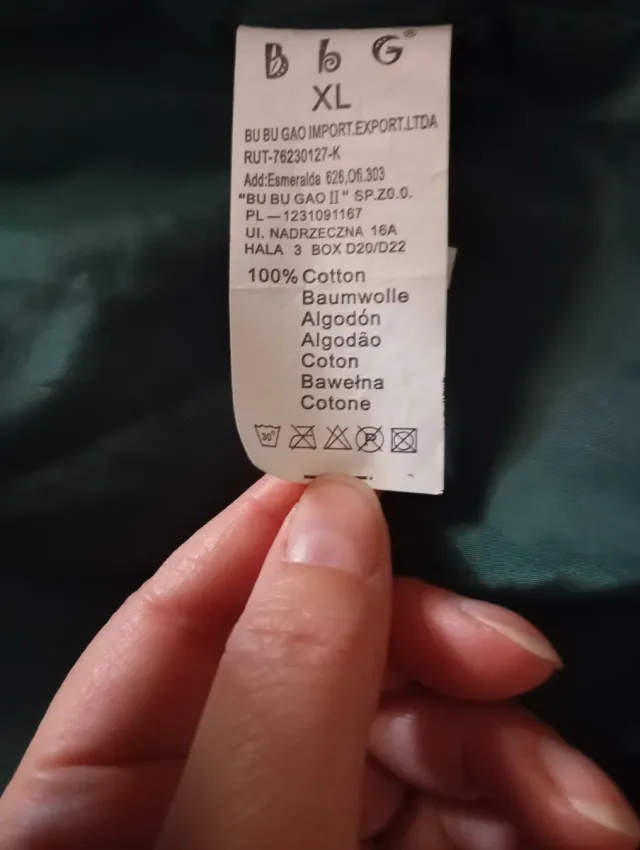 B b G®
XL
BU BU GAO IMPORT.EXPORT.LTDA
RUT-76230127-K
Add:Esmeralda 626,Ofi.303
"BU BU GAO II" SP.Z0.0.
PL—1231091167
UI. NADRZECZNA 16A
HALA 3 BOX D20/D22
100% Cotton
Baumwolle
Algodón
Algodão
Coton
Bawełna
Cotone
30° P